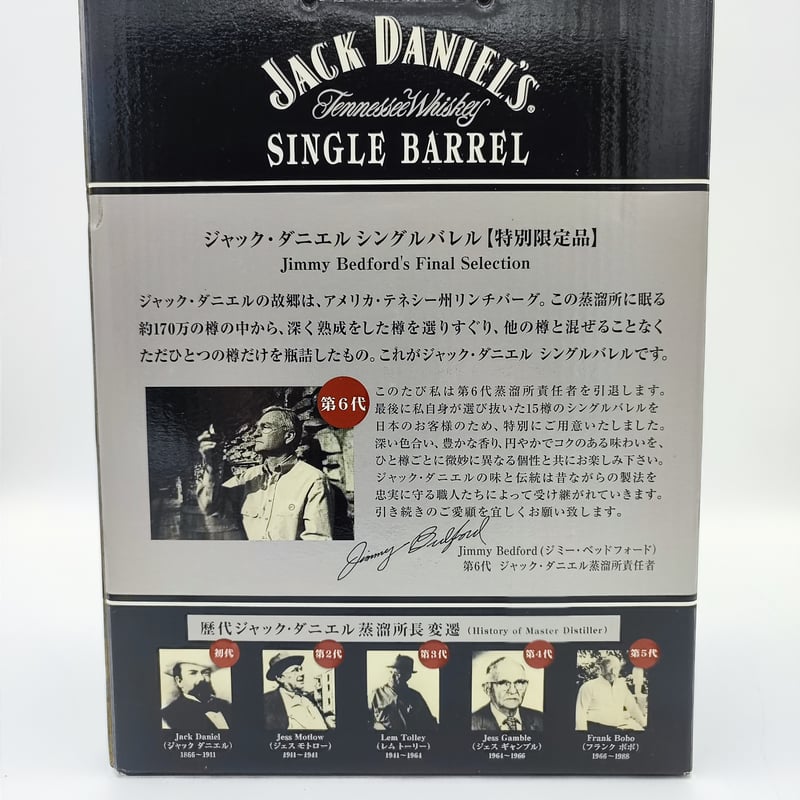 JACK DANIEL'S®
Tennessee Whiskey
SINGLE BARREL
ジャック・ダニエル シングルバレル【特別限定品】
Jimmy Bedford's Final Selection
ジャック・ダニエルの故郷は、アメリカ・テネシー州リンチバーグ。この蒸溜所に眠る
約170万の樽の中から、深く熟成をした樽を選りすぐり、他の樽と混ぜることなく
ただひとつの樽だけを瓶詰したもの。これがジャック・ダニエル シングルバレルです。
第6代
このたび私は第6代蒸溜所責任者を引退します。
最後に私自身が選び抜いた15樽のシングルバレルを
日本のお客様のため、特別にご用意いたしました。
深い色合い、豊かな香り、円やかでコクのある味わいを、
ひと樽ごとに微妙に異なる個性と共にお楽しみ下さい。
ジャック・ダニエルの味と伝統は昔ながらの製法を
忠実に守る職人たちによって受け継がれていきます。
引き続きのご愛顧を宜しくお願い致します。
Jimmy Bedford
Jimmy Bedford(ジミー・ベッドフォード)
第6代 ジャック・ダニエル蒸溜所責任者
歴代ジャック・ダニエル蒸溜所長変遷 (History of Master Distiller)
初代
第2代
第3代
第4代
第5代
Jack Daniel
(ジャック ダニエル)
1866〜1911
Jess Motlow
(ジェス モトロー)
1911〜1941
Lem Tolley
(レム トーリー)
1941〜1964
Jess Gamble
(ジェス ギャンブル)
1964〜1966
Frank Bobo
(フランク ボボ)
1966〜1988